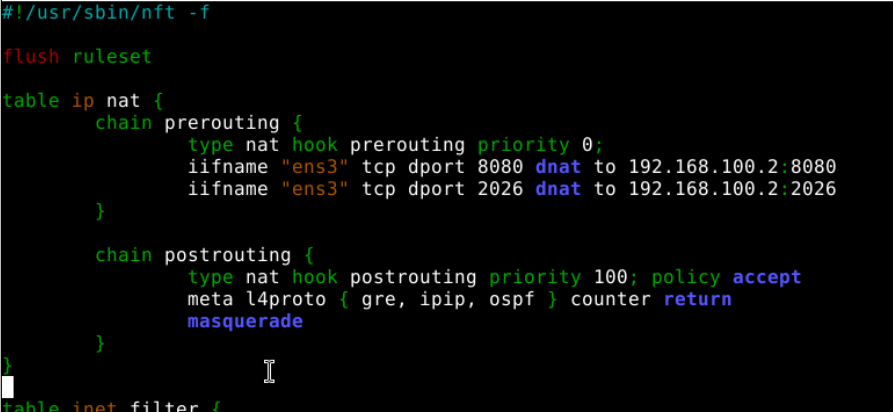 #!/usr/sbin/nft -f
flush ruleset
table ip nat {
chain prerouting {
type nat hook prerouting priority 0;
iifname "ens3" tcp dport 8080 dnat to 192.168.100.2:8080
iifname "ens3" tcp dport 2026 dnat to 192.168.100.2:2026
}
chain postrouting {
type nat hook postrouting priority 100; policy accept
meta l4proto { gre, ipip, ospf } counter return
masquerade
}
}
table inet filter {